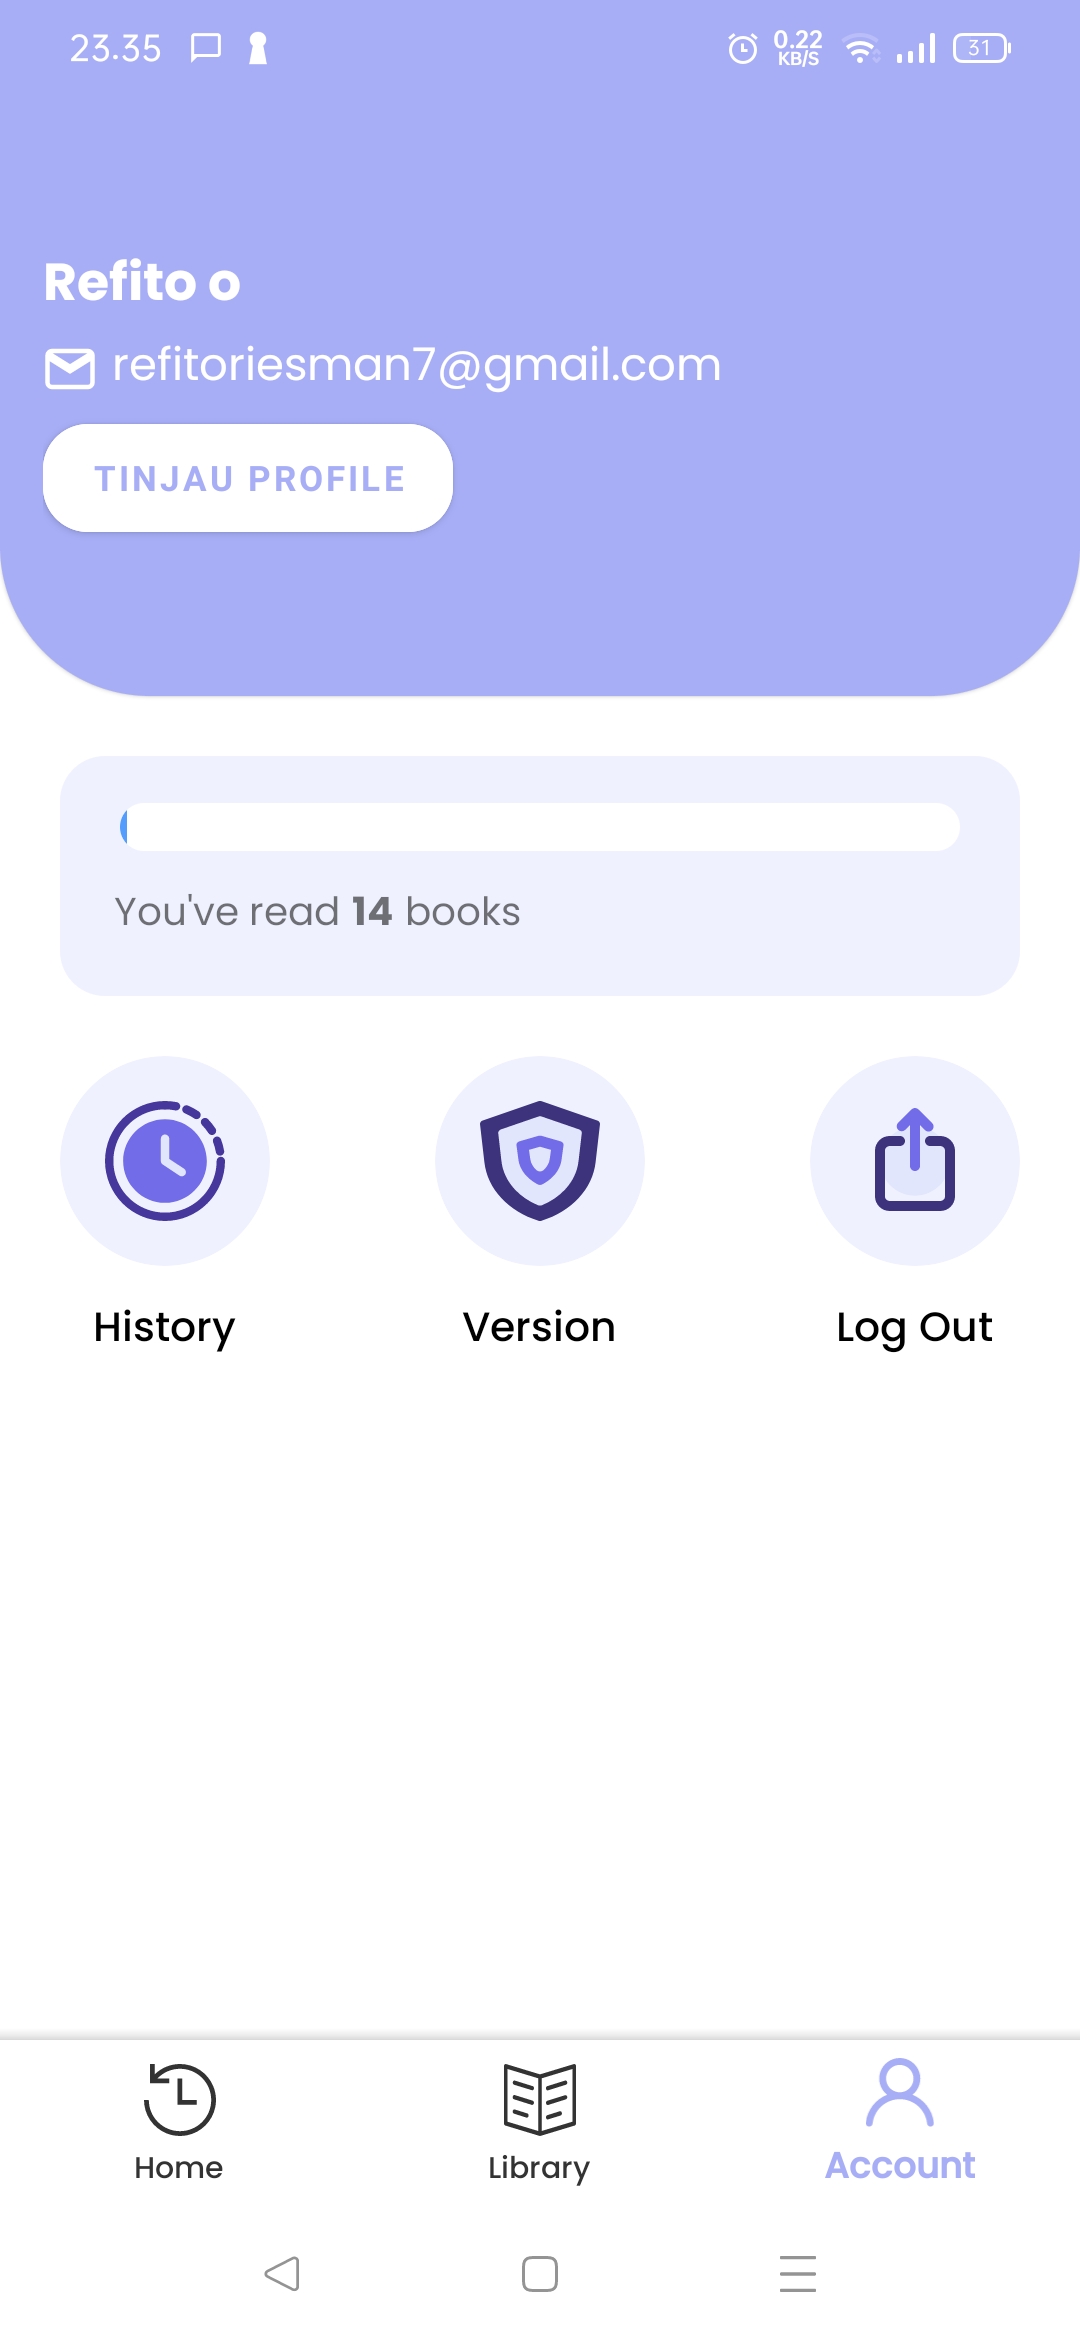 23.35 0.22 KB/S 31
Refito o
refitoriesman7@gmail.com
TINJAU PROFILE
You've read 14 books
History Version Log Out
Home Library Account